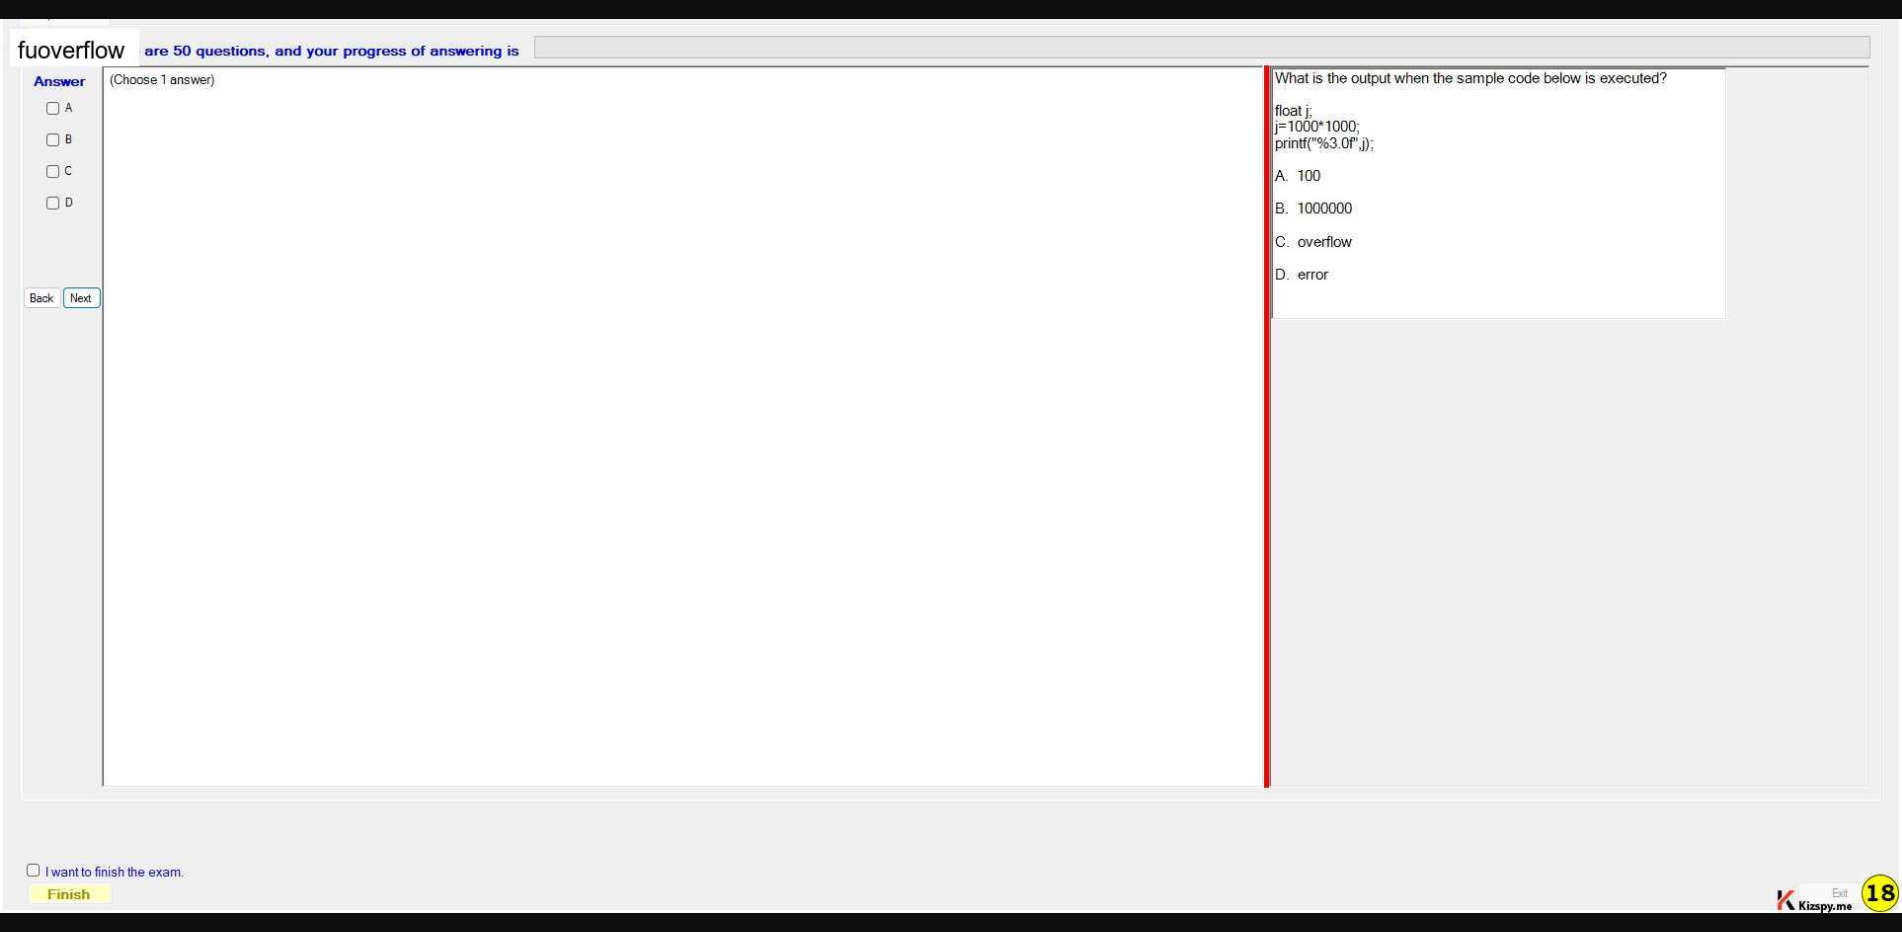 fuoverflow are 50 questions, and your progress of answering is
Answer
(Choose 1 answer)
A
B
C
D
Back Next
What is the output when the sample code below is executed?
float j;
j=1000*1000;
printf("%3.0f",j);
A. 100
B. 1000000
C. overflow
D. error
I want to finish the exam.
Finish
Exit
Kizspy.me
18